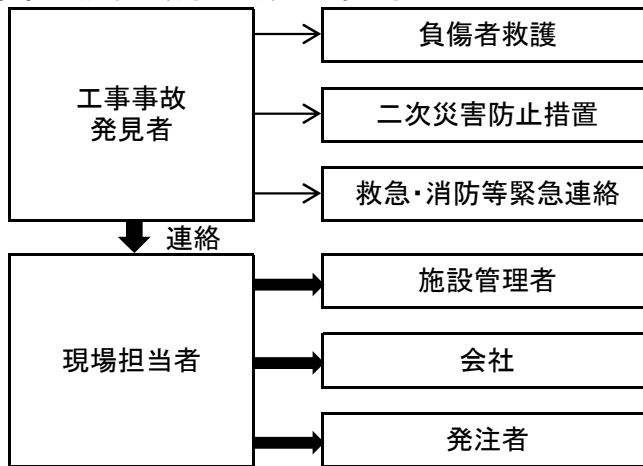 工事事故
発見者
負傷者救護
二次災害防止措置
救急・消防等緊急連絡
連絡
現場担当者
施設管理者
会社
発注者